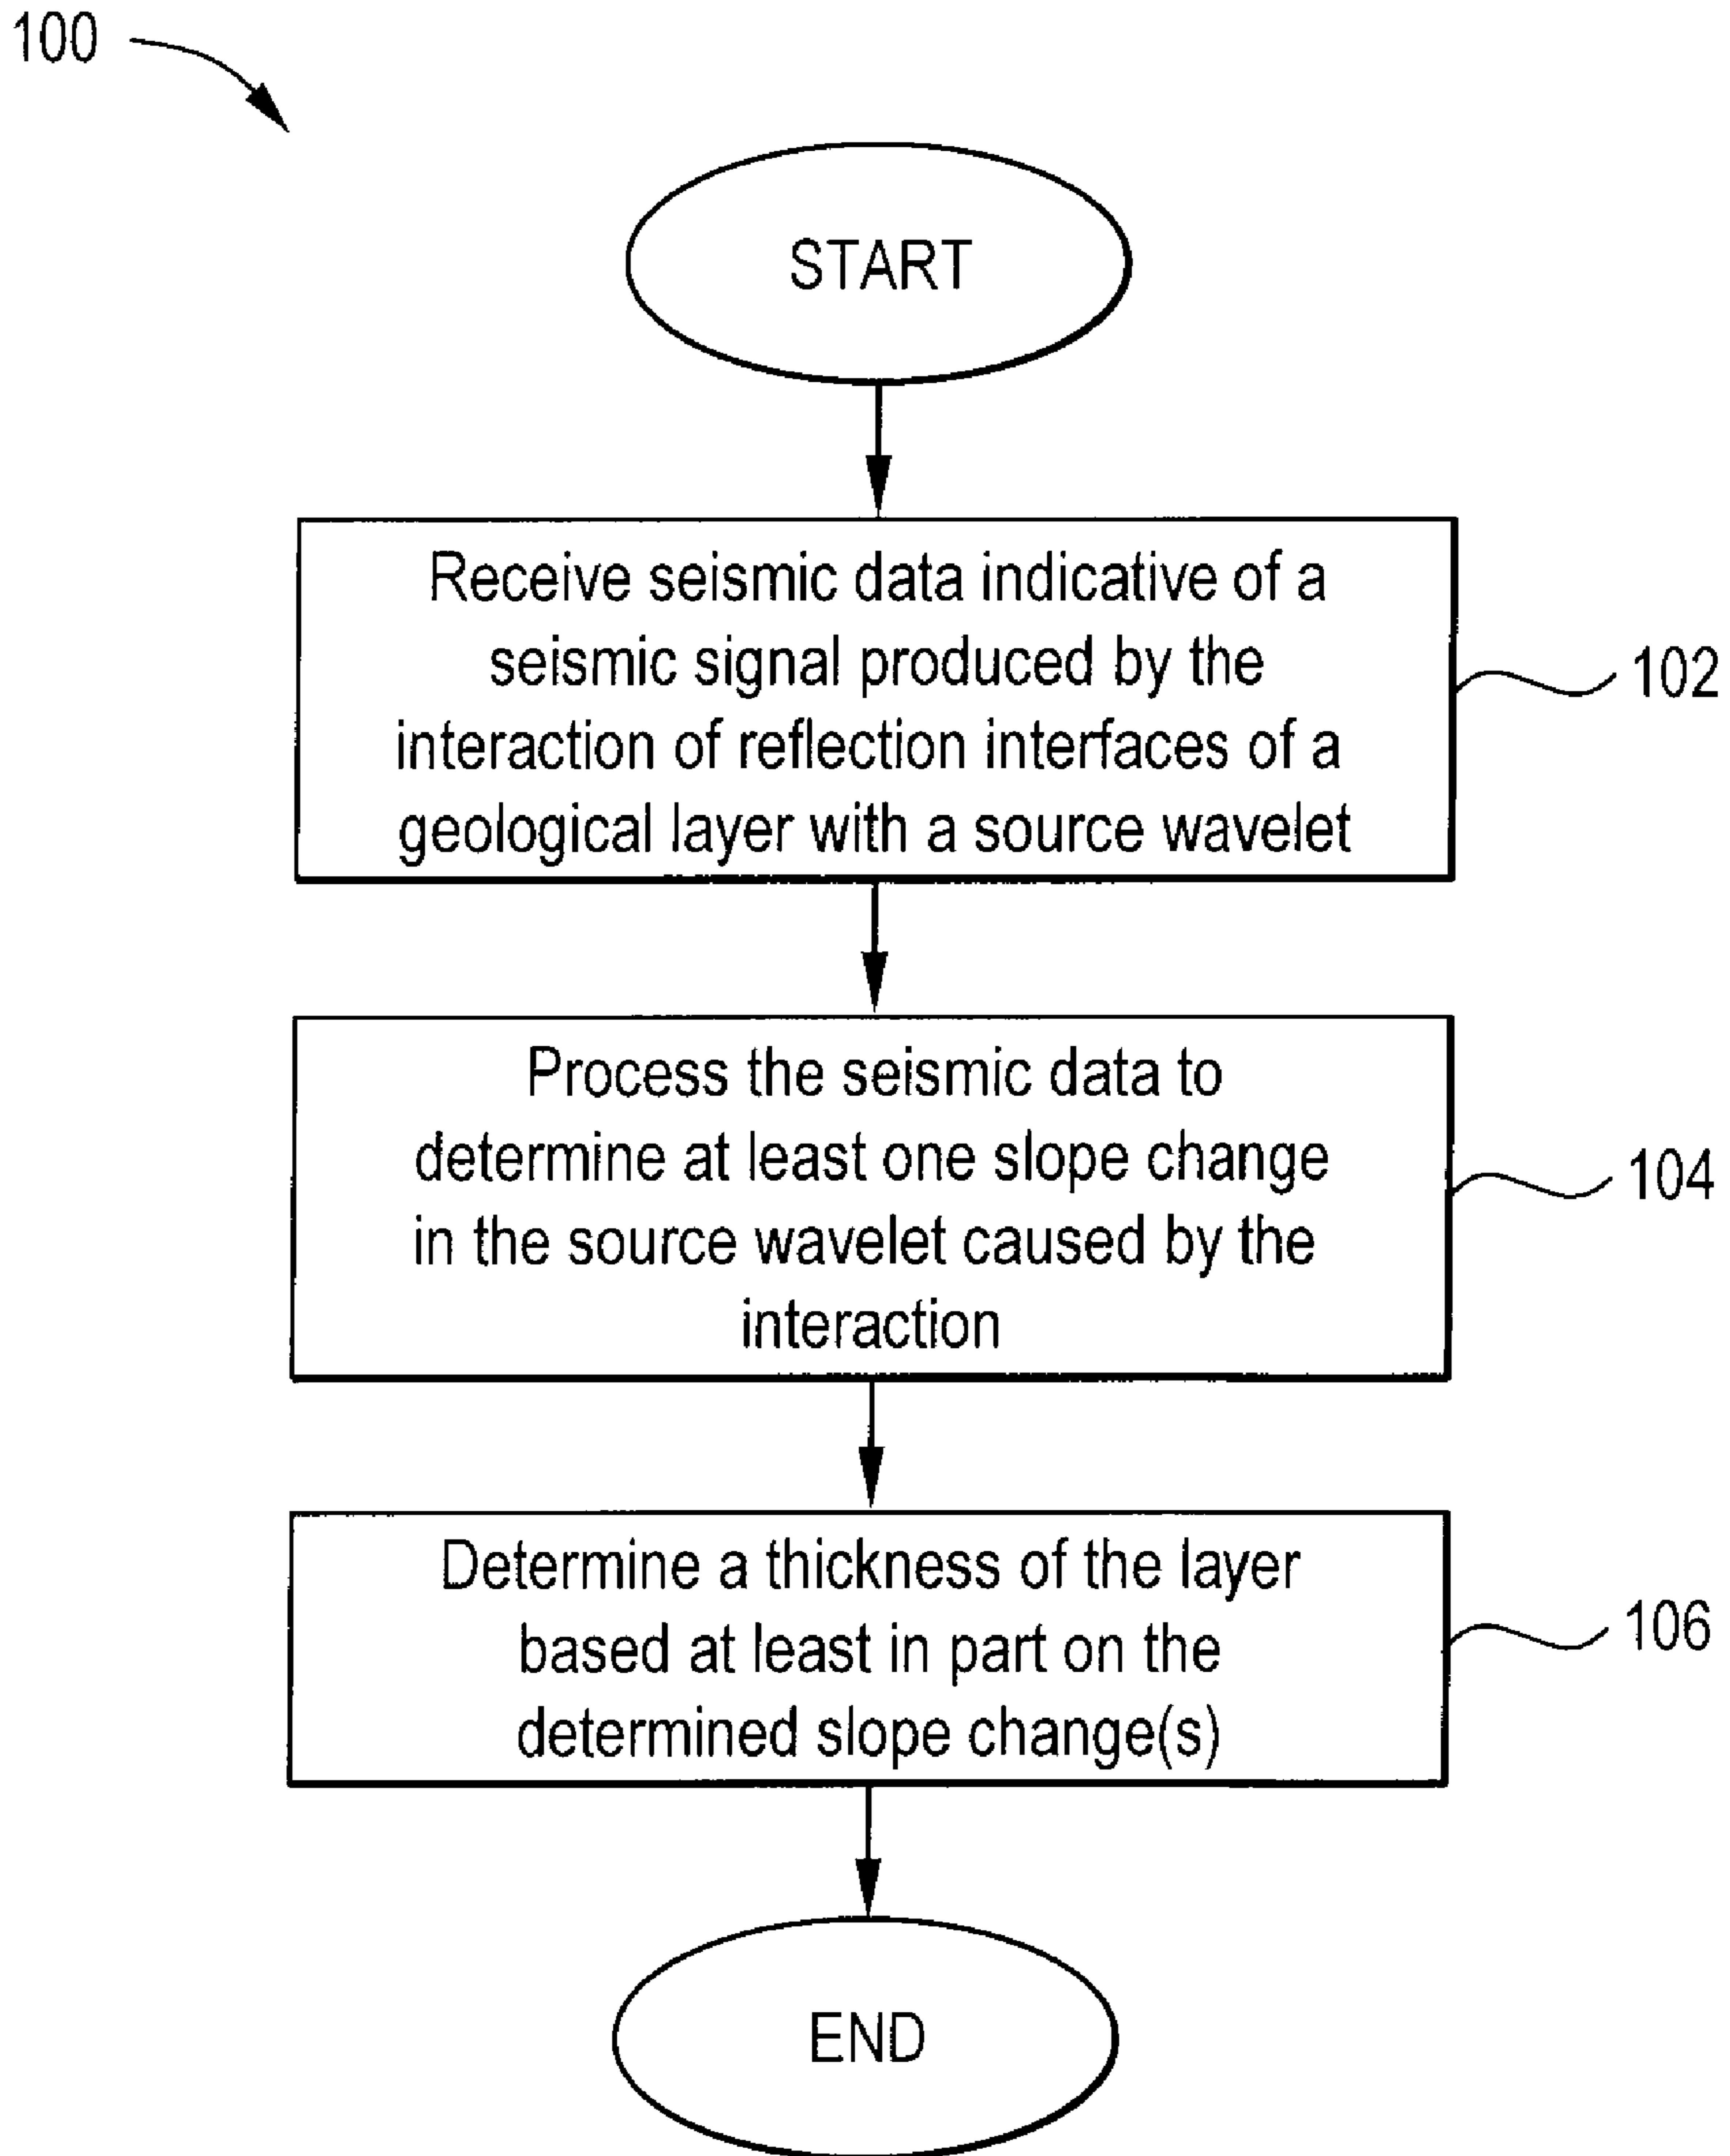 100
START
Receive seismic data indicative of a
seismic signal produced by the
interaction of reflection interfaces of a
geological layer with a source wavelet
102
Process the seismic data to
determine at least one slope change
in the source wavelet caused by the
interaction
104
Determine a thickness of the layer
based at least in part on the
determined slope change(s)
106
END